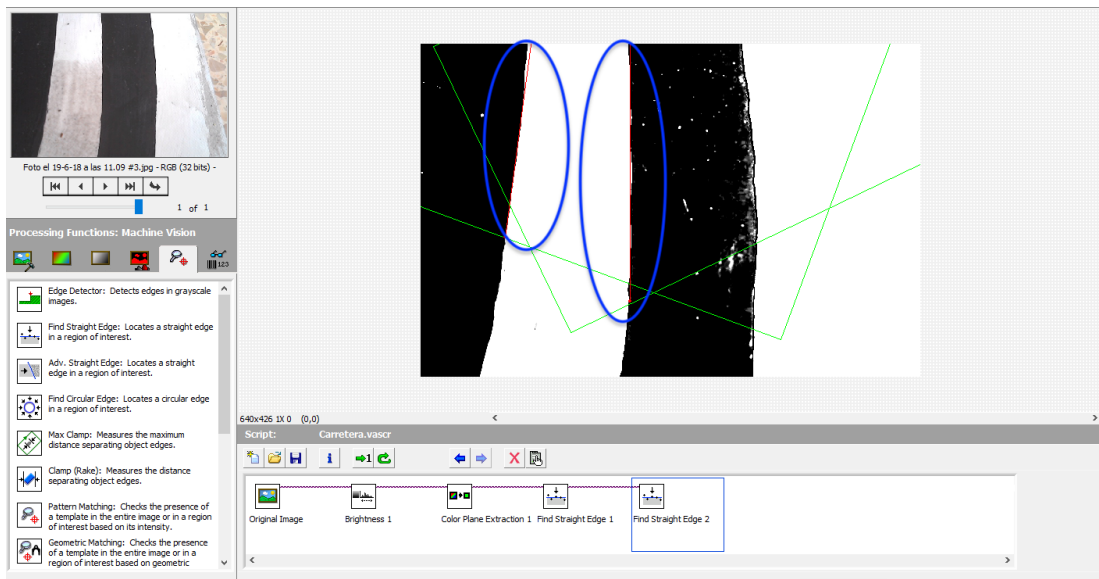 Foto el 19-6-18 a las 11.09 #3.jpg - RGB (32 bits) -
1 of 1
Processing Functions: Machine Vision
123
Edge Detector: Detects edges in grayscale
images.
Find Straight Edge: Locates a straight edge
in a region of interest.
Adv. Straight Edge: Locates a straight
edge in a region of interest.
Find Circular Edge: Locates a circular edge
in a region of interest.
Max Clamp: Measures the maximum
distance separating object edges.
Clamp (Rake): Measures the distance
separating object edges.
Pattern Matching: Checks the presence of
a template in the entire image or in a region
of interest based on its intensity.
Geometric Matching: Checks the presence
of a template in the entire image or in a
region of interest based on geometric
640x426 1X 0 (0,0)
Script: Carretera.vascr
1
Original Image Brightness 1 Color Plane Extraction 1 Find Straight Edge 1 Find Straight Edge 2